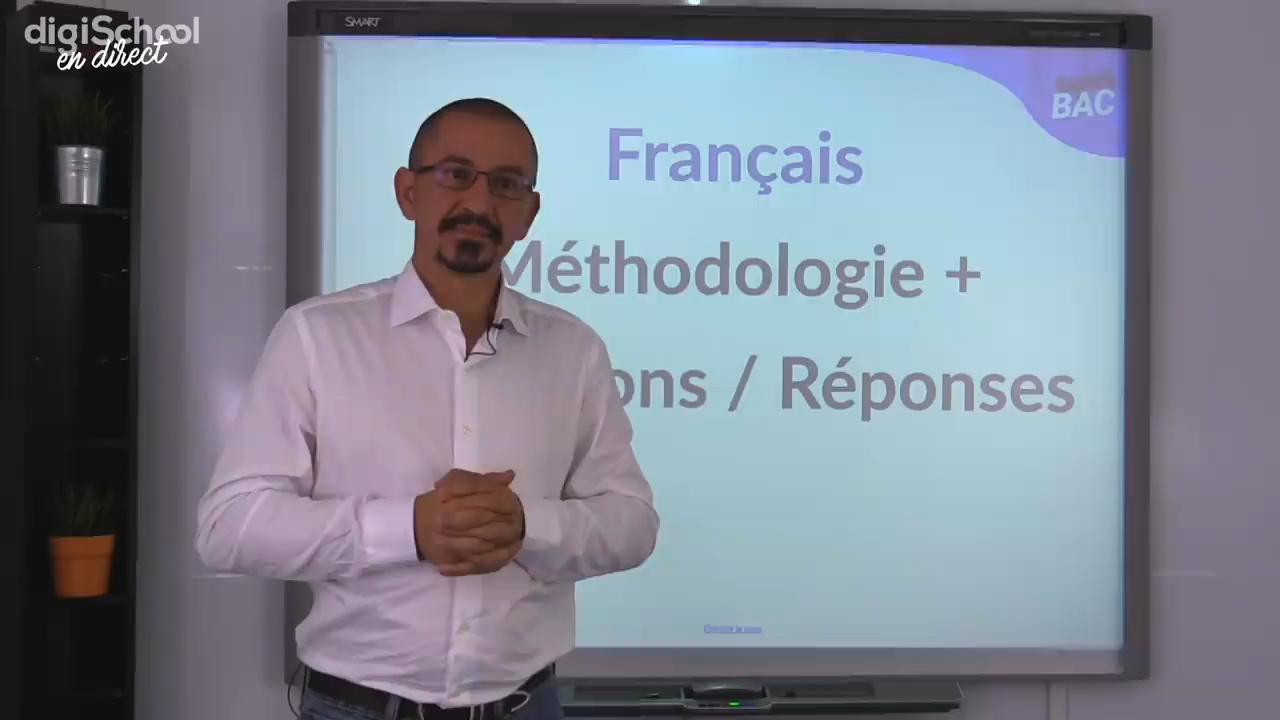 digiSchool
en direct
SMART
BAC
Français
Méthodologie +
ons / Réponses